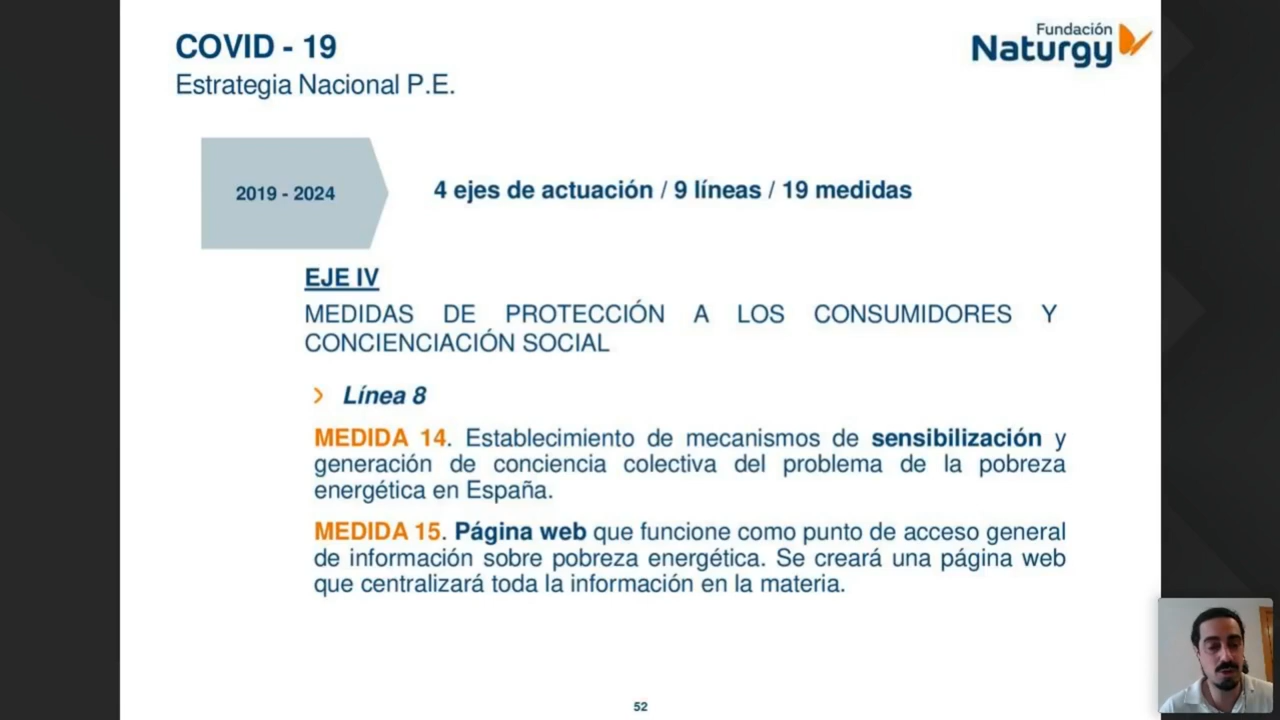 COVID - 19
Estrategia Nacional P.E.
Fundación
Naturgy
2019 - 2024
4 ejes de actuación / 9 líneas / 19 medidas
EJE IV
MEDIDAS DE PROTECCIÓN A LOS CONSUMIDORES Y
CONCIENCIACIÓN SOCIAL
Línea 8
MEDIDA 14. Establecimiento de mecanismos de sensibilización y
generación de conciencia colectiva del problema de la pobreza
energética en España.
MEDIDA 15. Página web que funcione como punto de acceso general
de información sobre pobreza energética. Se creará una página web
que centralizará toda la información en la materia.
52